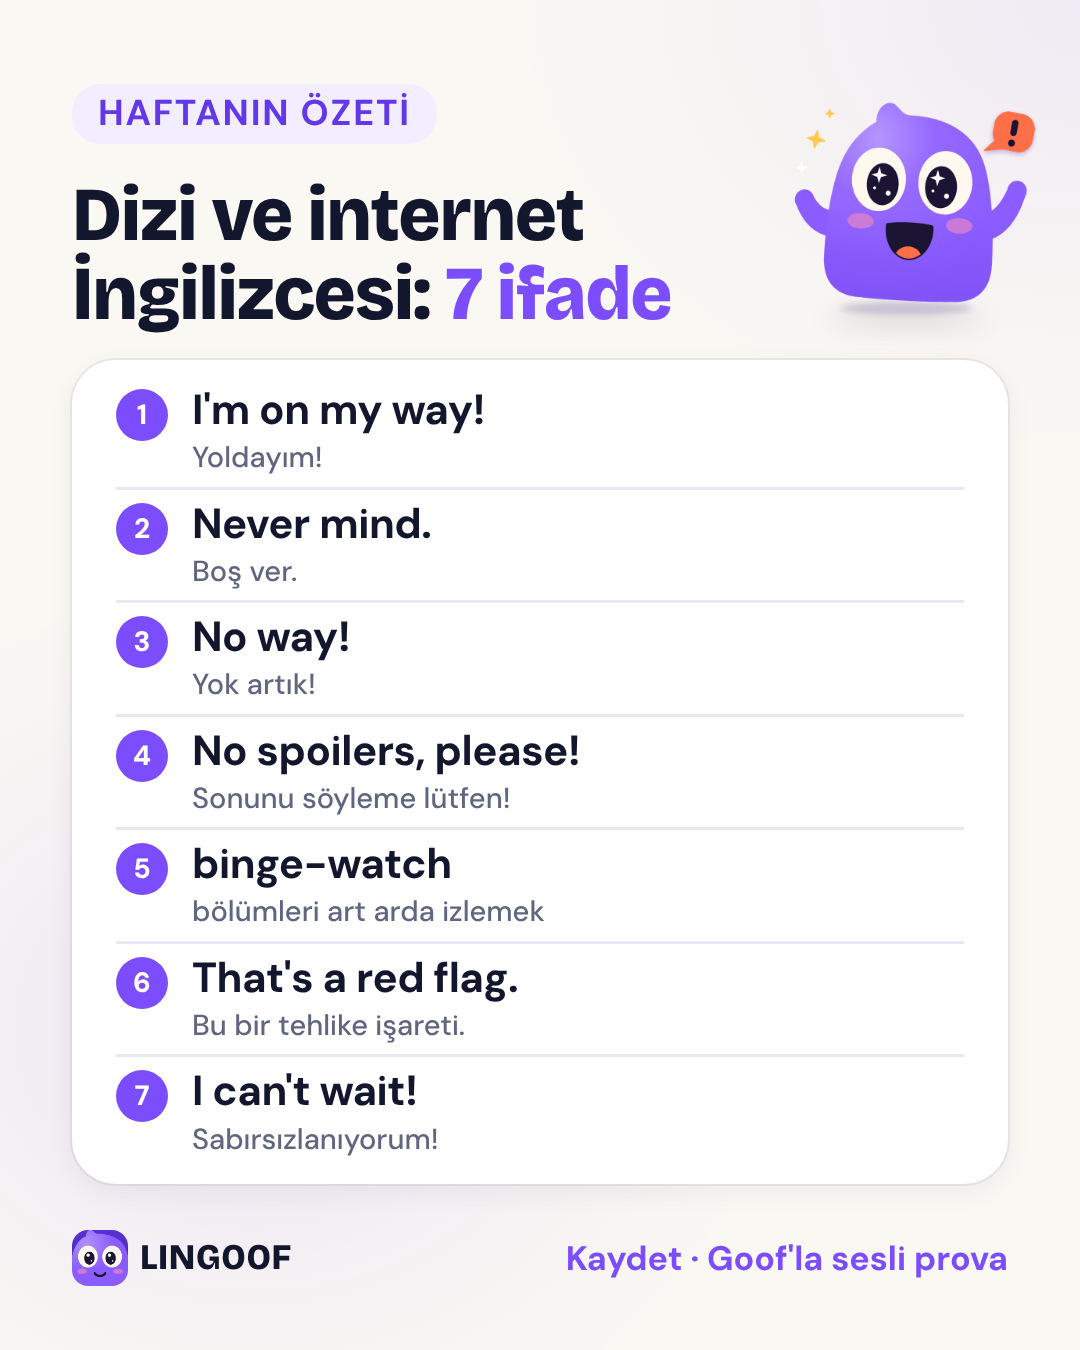 HAFTANIN ÖZETİ
Dizi ve internet
İngilizcesi: 7 ifade
!
1 I'm on my way!
Yoldayım!
2 Never mind.
Boş ver.
3 No way!
Yok artık!
4 No spoilers, please!
Sonunu söyleme lütfen!
5 binge-watch
bölümleri art arda izlemek
6 That's a red flag.
Bu bir tehlike işareti.
7 I can't wait!
Sabırsızlanıyorum!
LINGOOF
Kaydet · Goof'la sesli prova